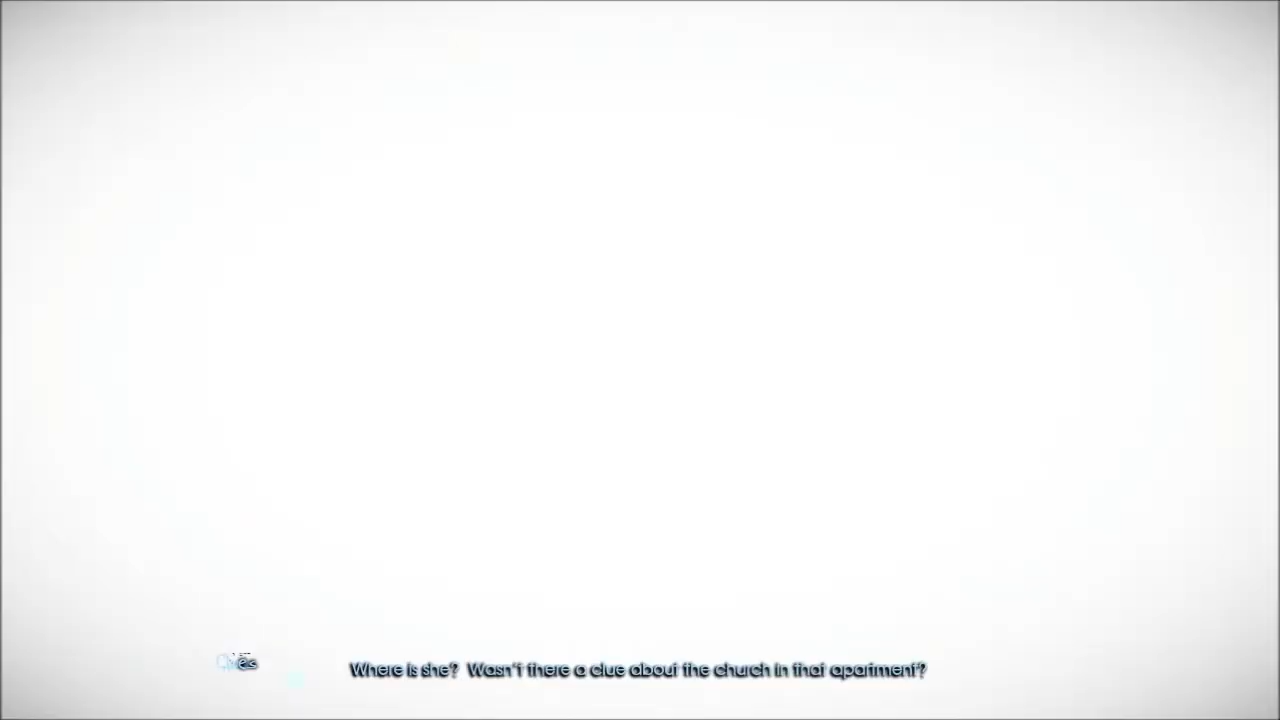 Where is she? Wasn't there a clue about the church in that apartment?